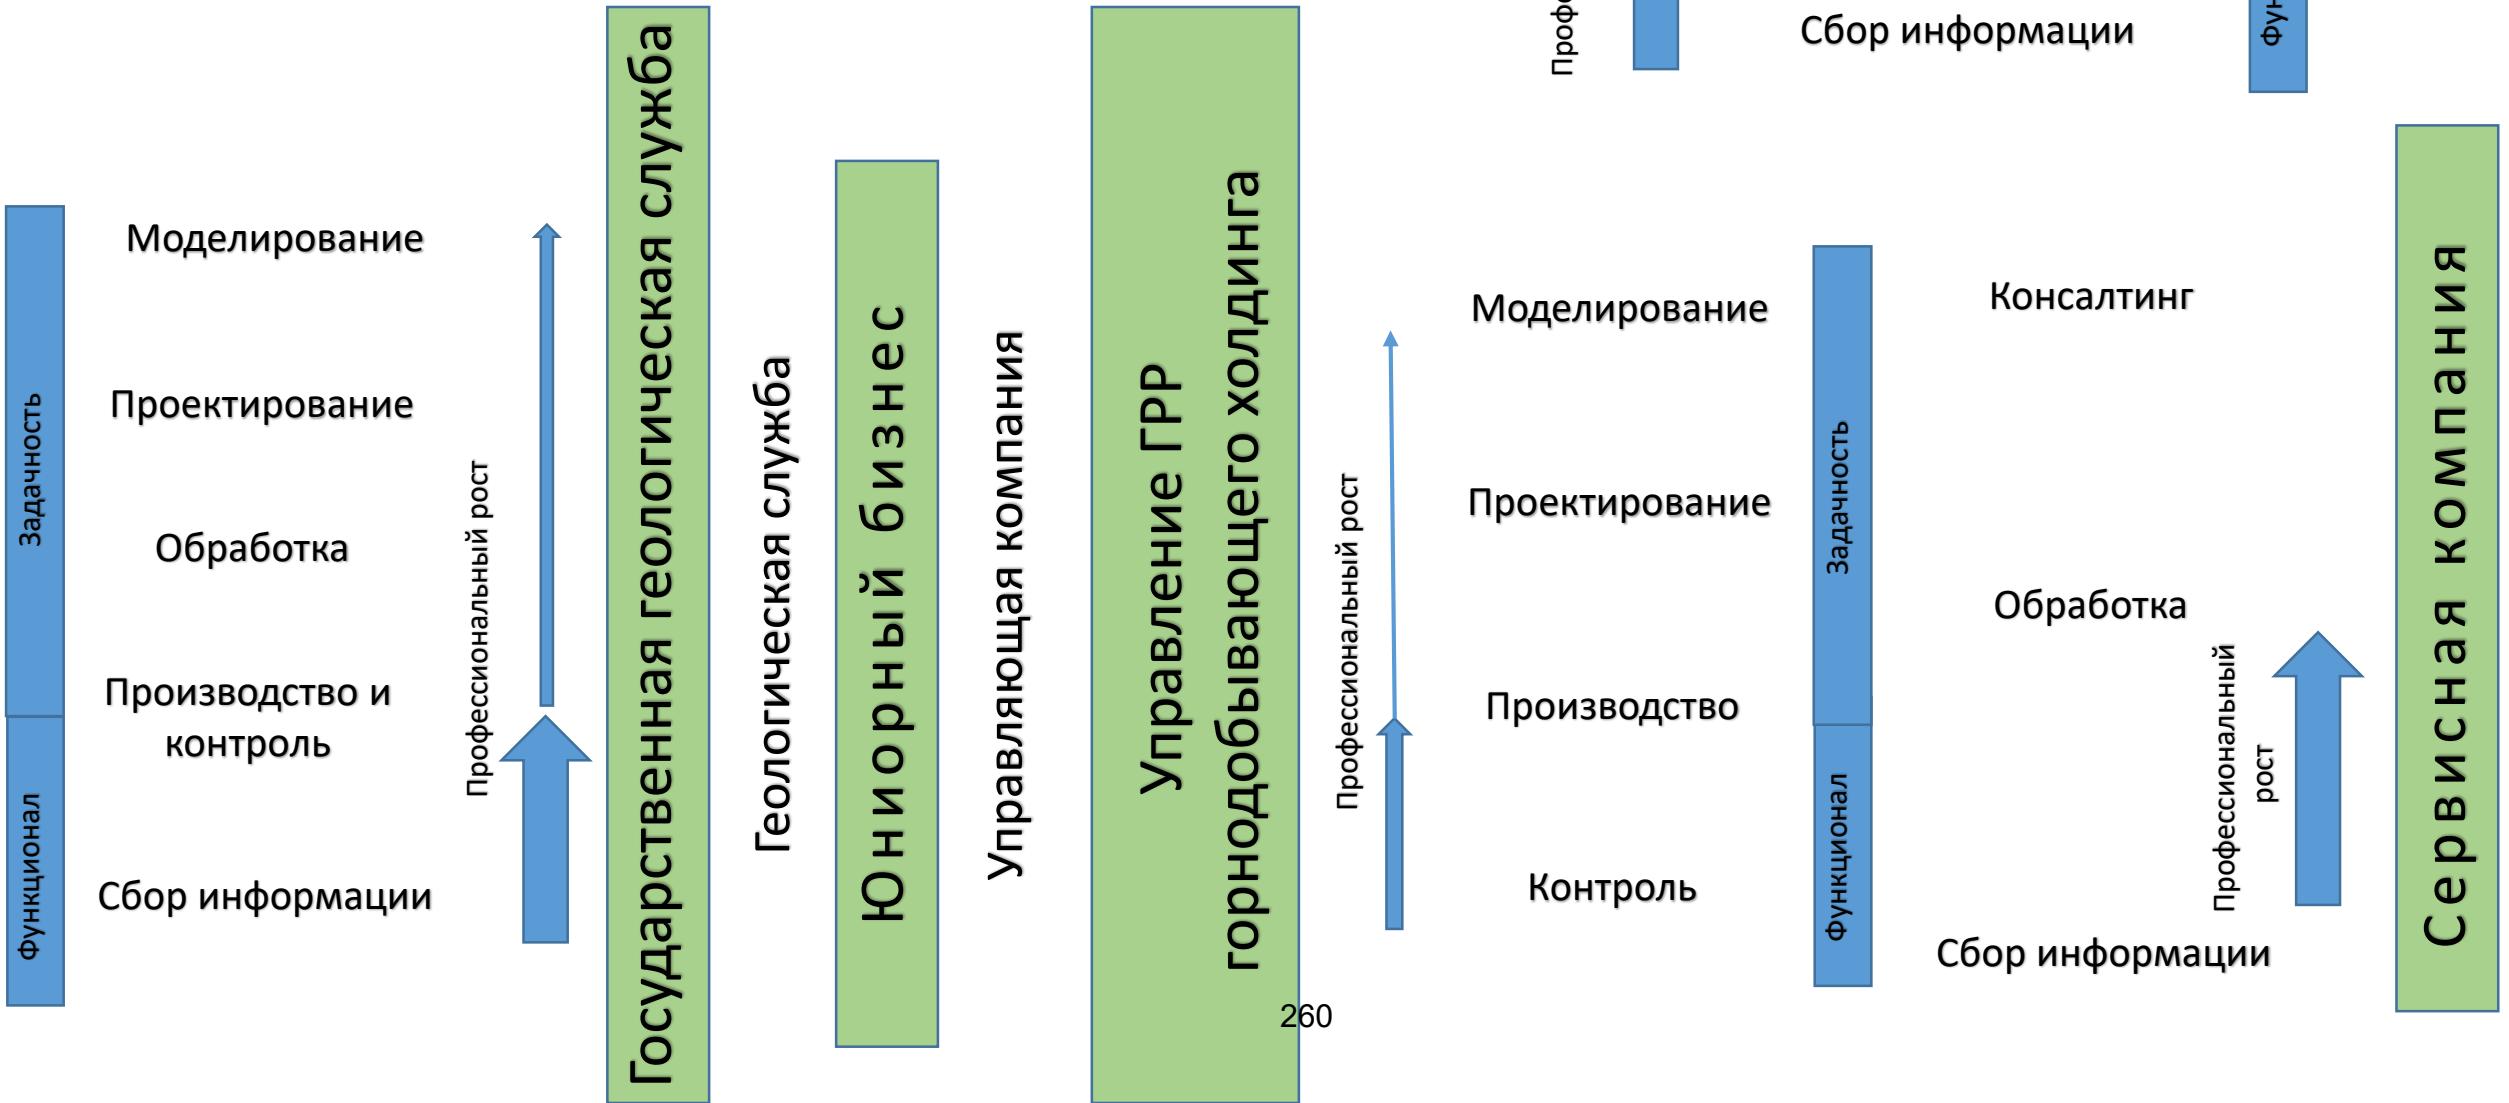 Сбор информации
Задачность
Функционал
Моделирование
Проектирование
Обработка
Производство и
контроль
Сбор информации
Профессиональный рост
Государственная геологическая служба
Геологическая служба
Юниорный бизнес
Управляющая компания
Управление ГРР
горнодобывающего холдинга
260
Профессиональный рост
Моделирование
Проектирование
Производство
Контроль
Задачность
Функционал
Консалтинг
Обработка
Сбор информации
Профессиональный
рост
Сервисная компания